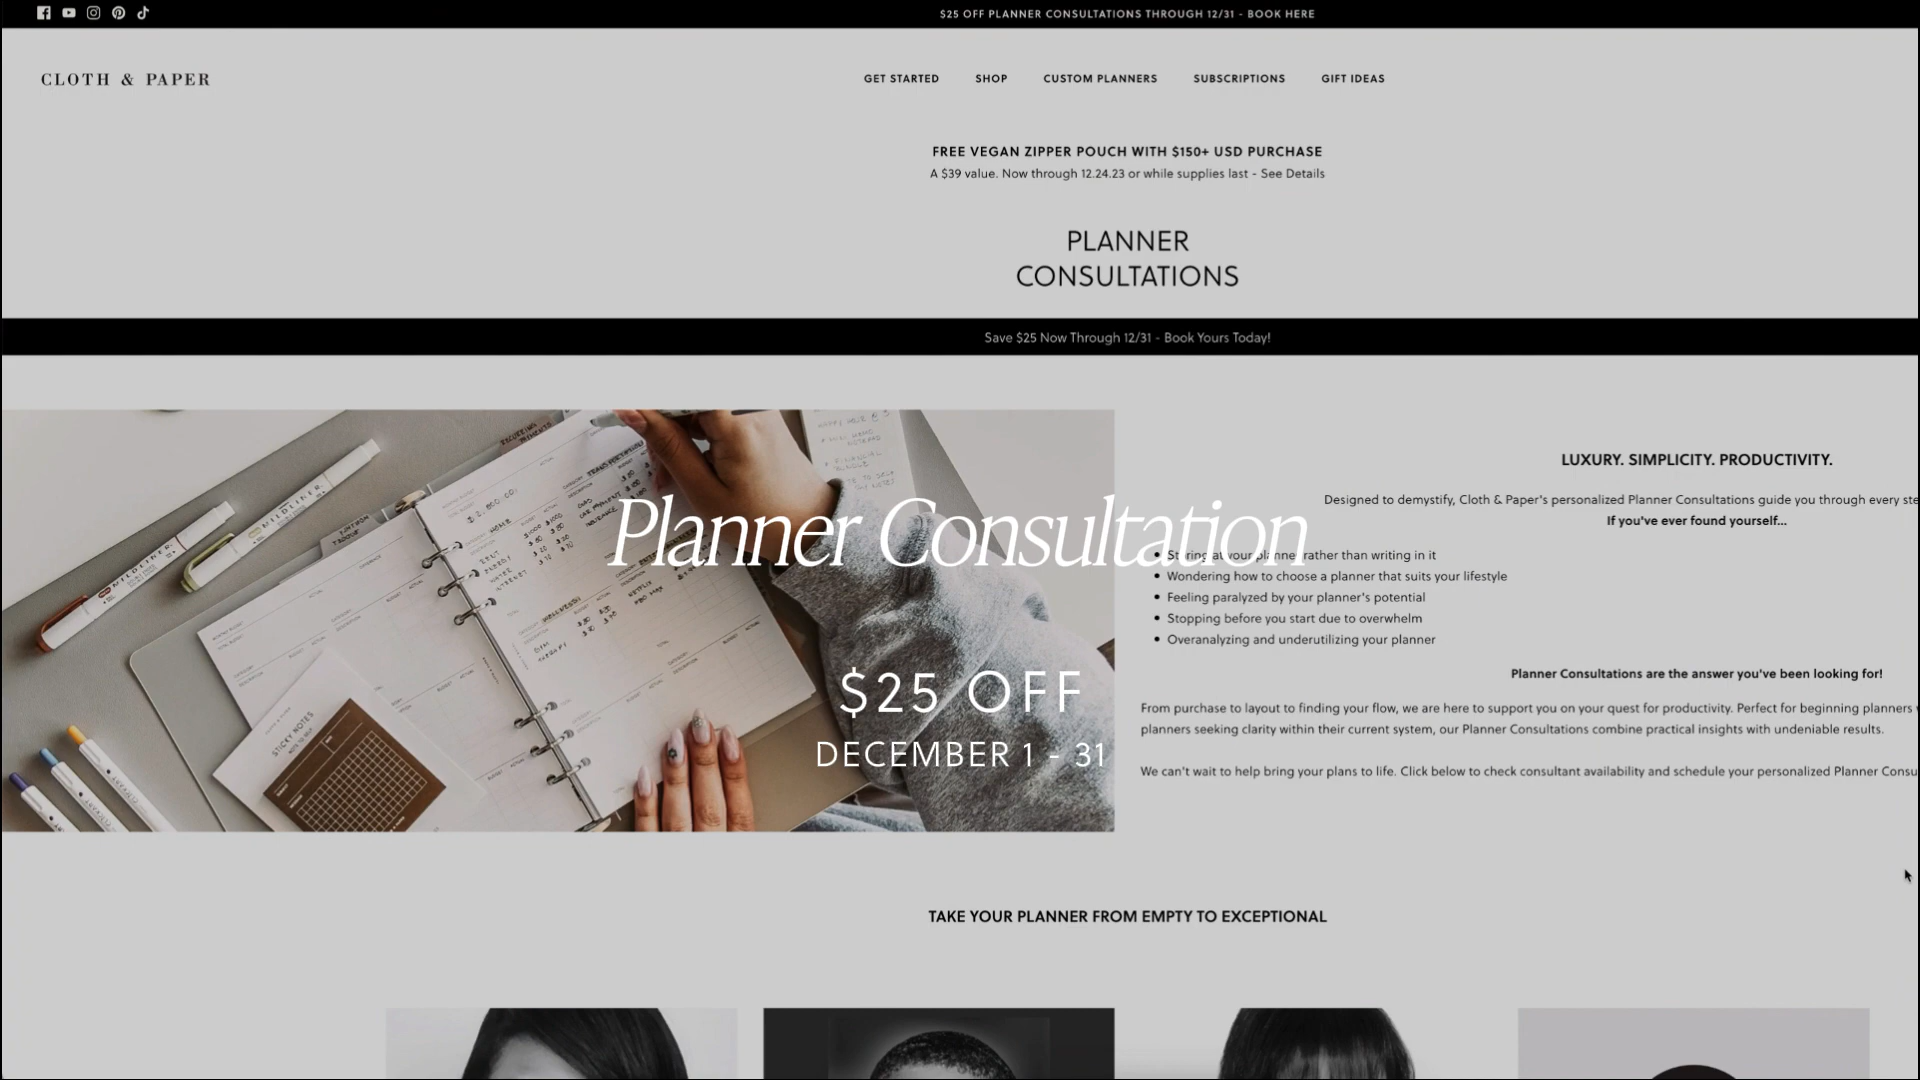 $25 OFF PLANNER CONSULTATIONS THROUGH 12/31 - BOOK HERE
CLOTH & PAPER
GET STARTED SHOP CUSTOM PLANNERS SUBSCRIPTIONS GIFT IDEAS
FREE VEGAN ZIPPER POUCH WITH $150+ USD PURCHASE
A $39 value. Now through 12.24.23 or while supplies last - See Details
PLANNER
CONSULTATIONS
Save $25 Now Through 12/31 - Book Yours Today!
Planner Consultation
$25 OFF
DECEMBER 1 - 31
STICKY NOTES
LUXURY. SIMPLICITY. PRODUCTIVITY.
Designed to demystify, Cloth & Paper's personalized Planner Consultations guide you through every ste
If you've ever found yourself...
• Staring at your planner rather than writing in it
• Wondering how to choose a planner that suits your lifestyle
• Feeling paralyzed by your planner's potential
• Stopping before you start due to overwhelm
• Overanalyzing and underutilizing your planner
Planner Consultations are the answer you've been looking for!
From purchase to layout to finding your flow, we are here to support you on your quest for productivity. Perfect for beginning planners
planners seeking clarity within their current system, our Planner Consultations combine practical insights with undeniable results.
We can't wait to help bring your plans to life. Click below to check consultant availability and schedule your personalized Planner Consu
TAKE YOUR PLANNER FROM EMPTY TO EXCEPTIONAL